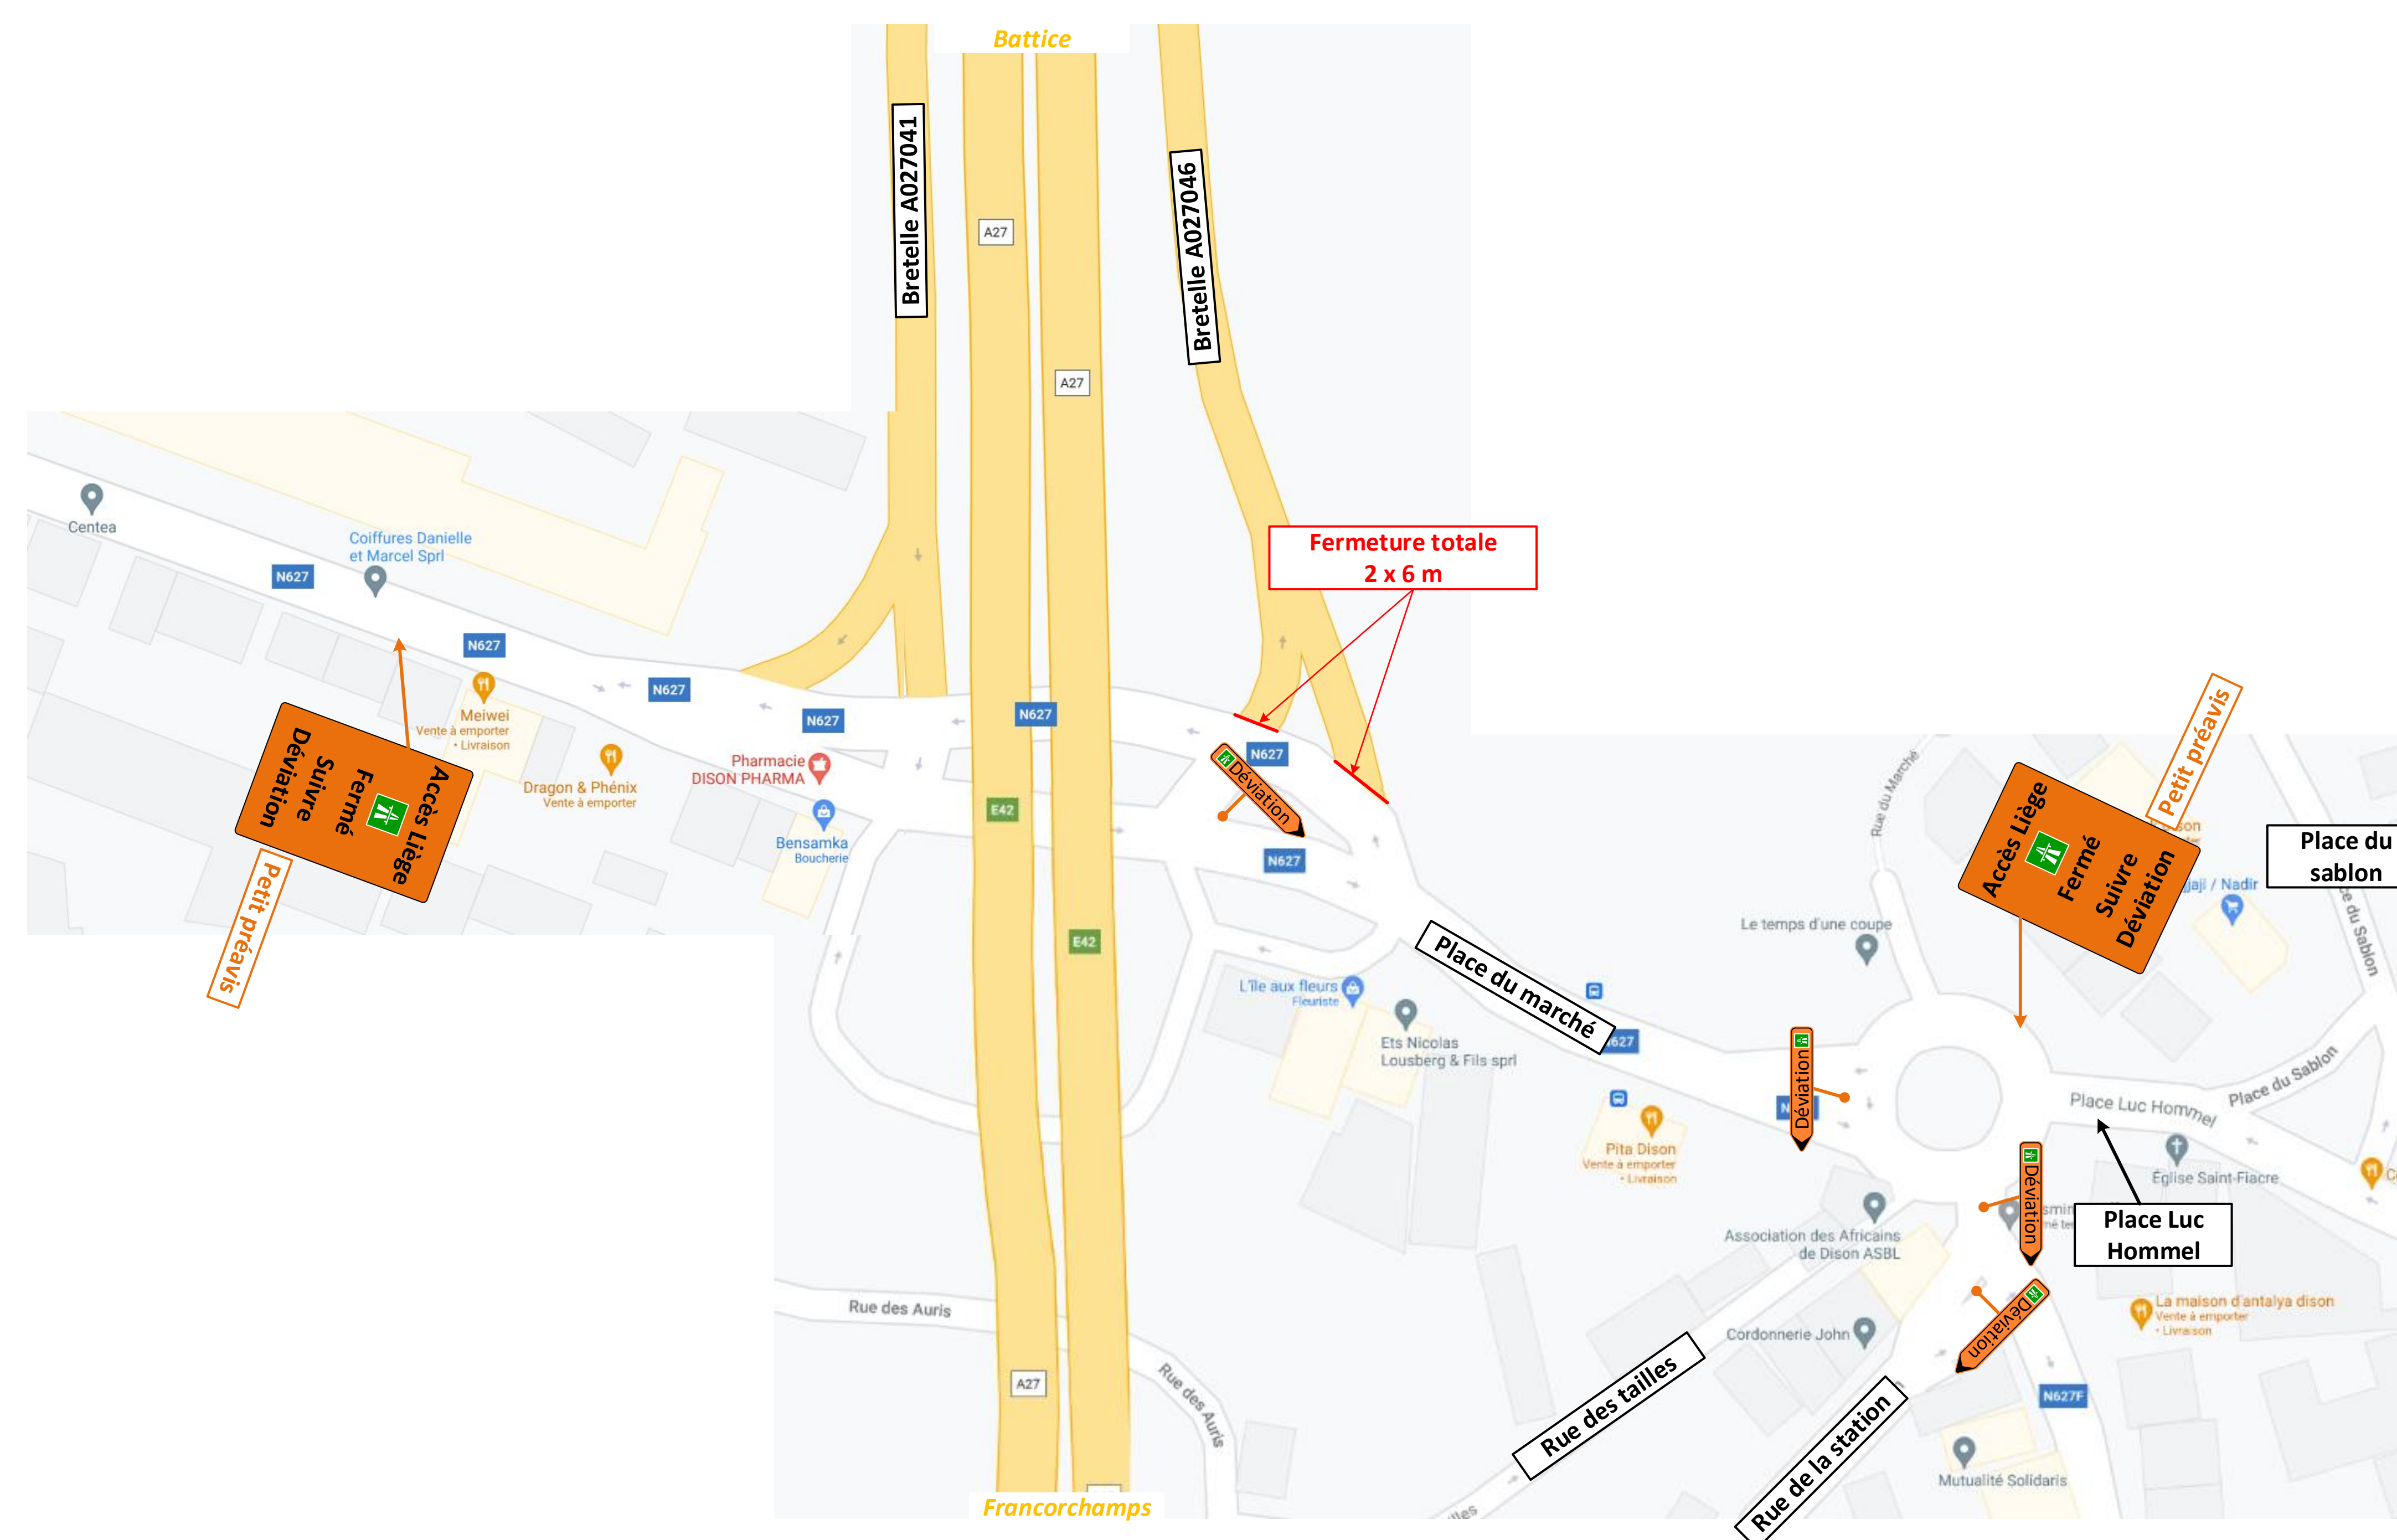 Battice
Bretelle A027041
Bretelle A027046
A27
A27
Centea
Coiffures Danielle
et Marcel Sprl
N627
N627
N627
N627
N627
Fermeture totale
2 x 6 m
N627
Déviation
N627
Meiwei
Vente à emporter
• Livraison
Dragon & Phénix
Vente à emporter
Pharmacie
DISON PHARMA
Bensamka
Boucherie
Accès Liège
Fermé
Suivre
Déviation
Petit préavis
E42
E42
Rue du Marché
Petit préavis
Accès Liège
Fermé
Suivre
Déviation
Place du
sablon
/ Nadir
du Sablon
Le temps d'une coupe
Place du marché
L'île aux fleurs
Fleuriste
Ets Nicolas
Lousberg & Fils sprl
627
Déviation
Pita Dison
Vente à emporter
• Livraison
Place Luc Hommel
Place du Sablon
Église Saint-Fiacre
Déviation
Place Luc
Hommel
Association des Africains
de Dison ASBL
Déviation
La maison d'antalya dison
Vente à emporter
• Livraison
Cordonnerie John
Rue des Auris
Rue des Auris
A27
Rue des tailles
Rue de la station
N627F
Mutualité Solidaris
Francorchamps